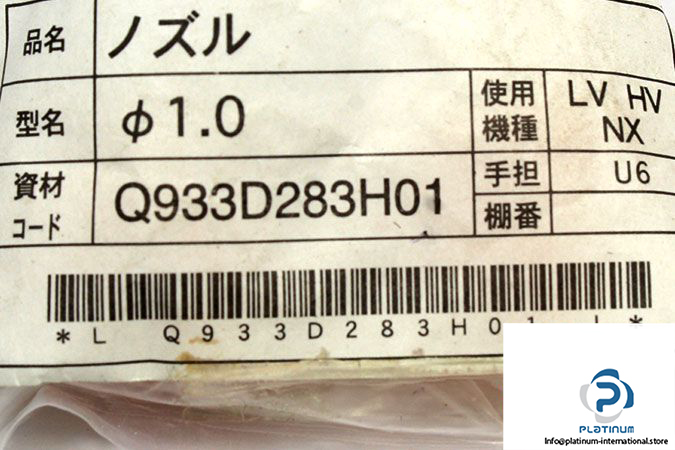 品名 ノズル
型名 φ1.0 使用機種 LV HV NX
資材コード Q933D283H01 手担 U6
棚番
*L Q933D283H01 L*
PLATINUM
Info@platinum-international.store